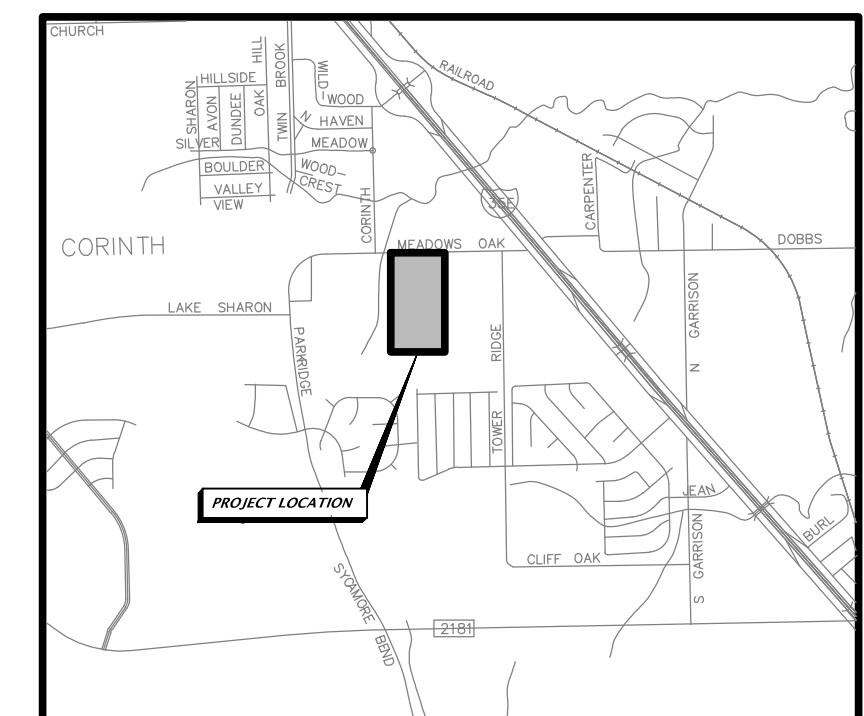 CHURCH
RAILROAD
HILLSIDE
SHARON
AVON
DUNDEE
OAK HILL
TWIN BROOK
WILD-
WOOD
N HAVEN
SILVER
MEADOW
BOULDER
WOOD-
CREST
VALLEY
VIEW
CORINTH
35E
CARPENTER
CORINTH
MEADOWS OAK
DOBBS
LAKE SHARON
PARKRIDGE
TOWER RIDGE
N GARRISON
PROJECT LOCATION
JEAN
BURL
CLIFF OAK
S GARRISON
SYCAMORE BEND
2181